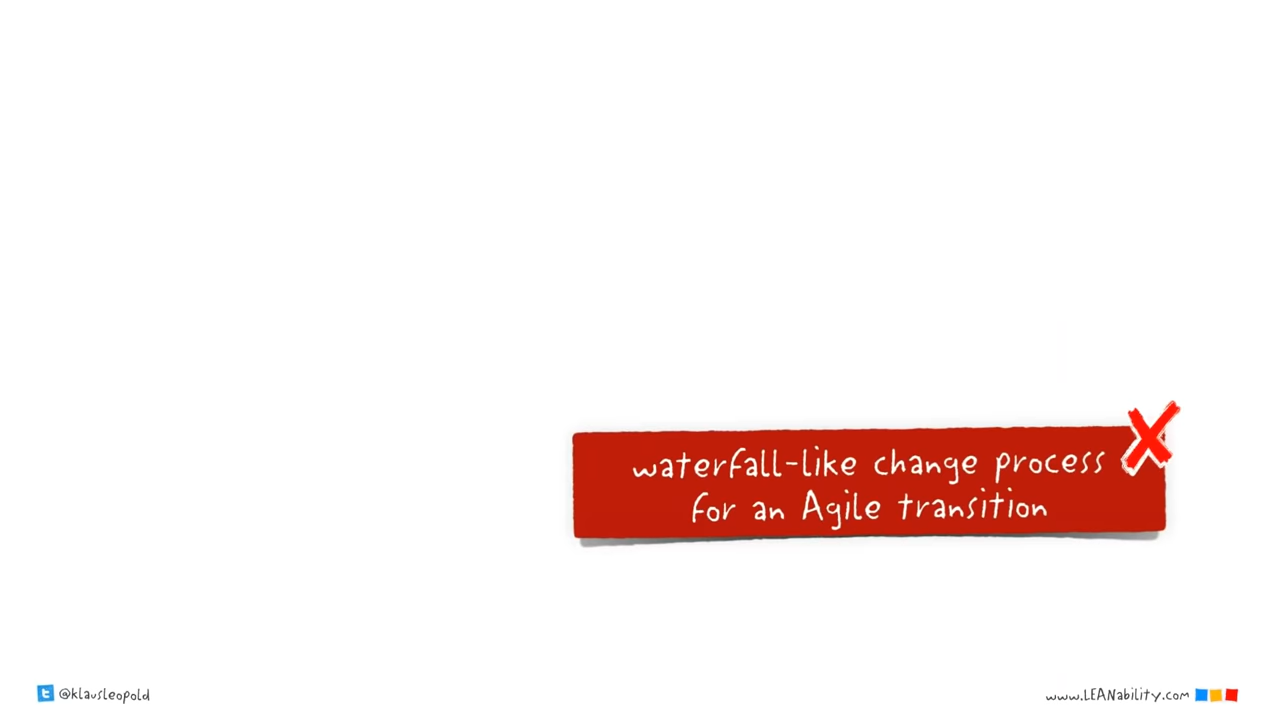 waterfall-like change process
for an Agile transition
@klausleopold
www.LEANability.com